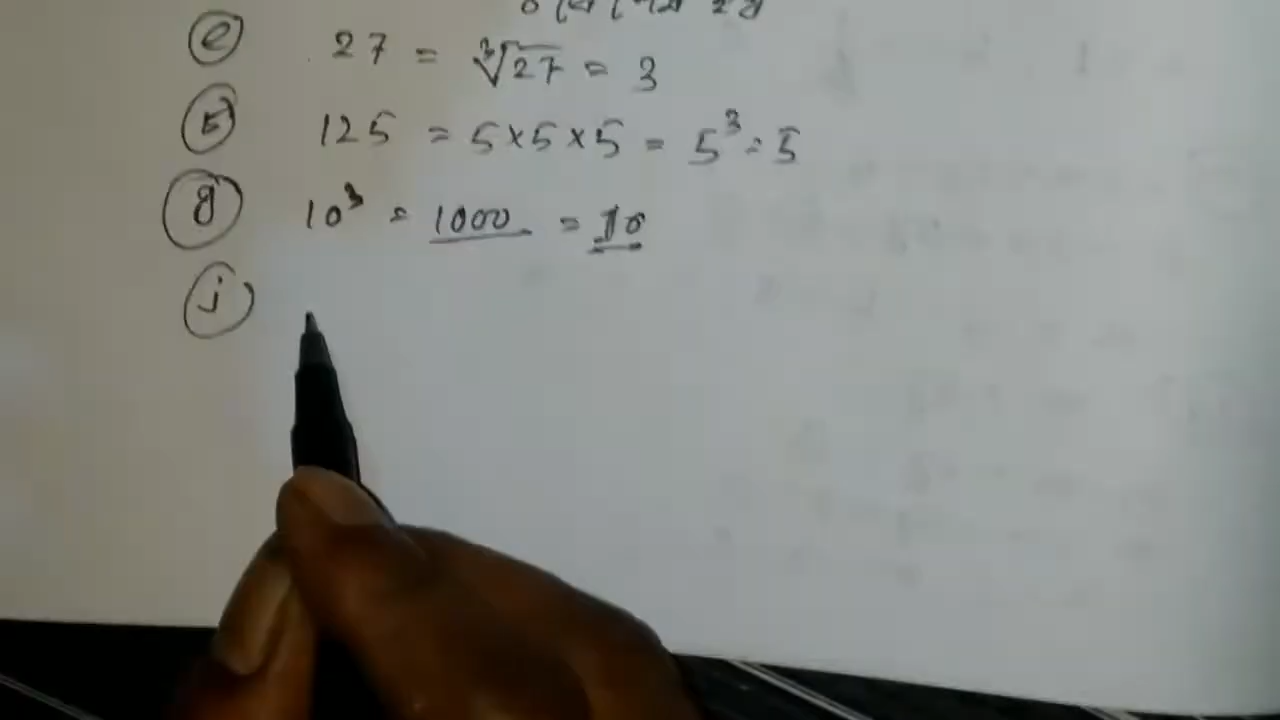 (e) 27 = ∛27 = 3
125 = 5×5×5 = 5³ = 5
(g) 10³ = 1000 = 10
(i)